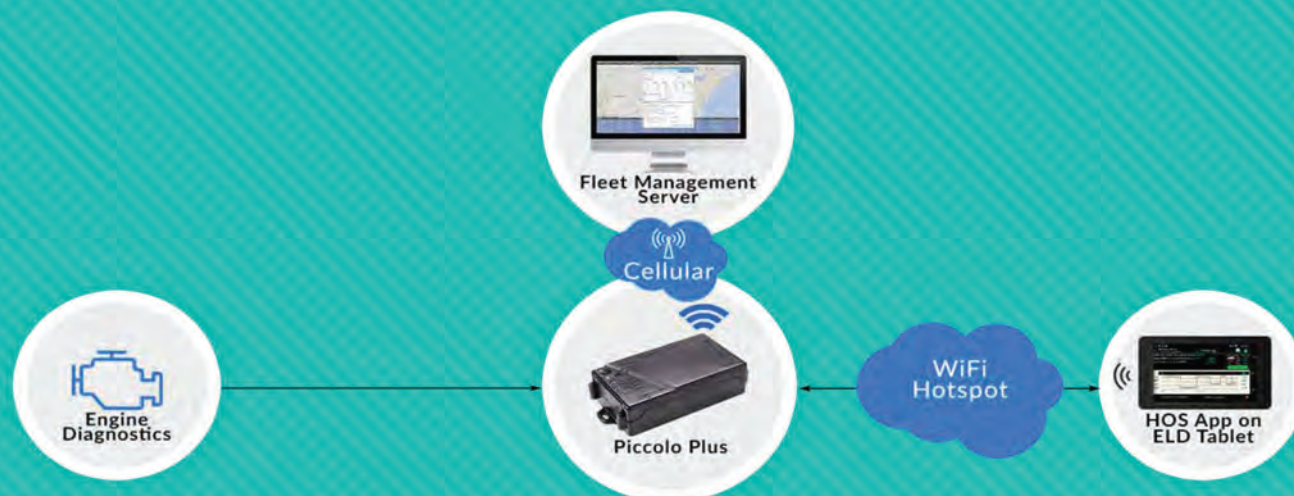 Fleet Management
Server
Cellular
Engine
Diagnostics
Piccolo Plus
WiFi
Hotspot
HOS App on
ELD Tablet